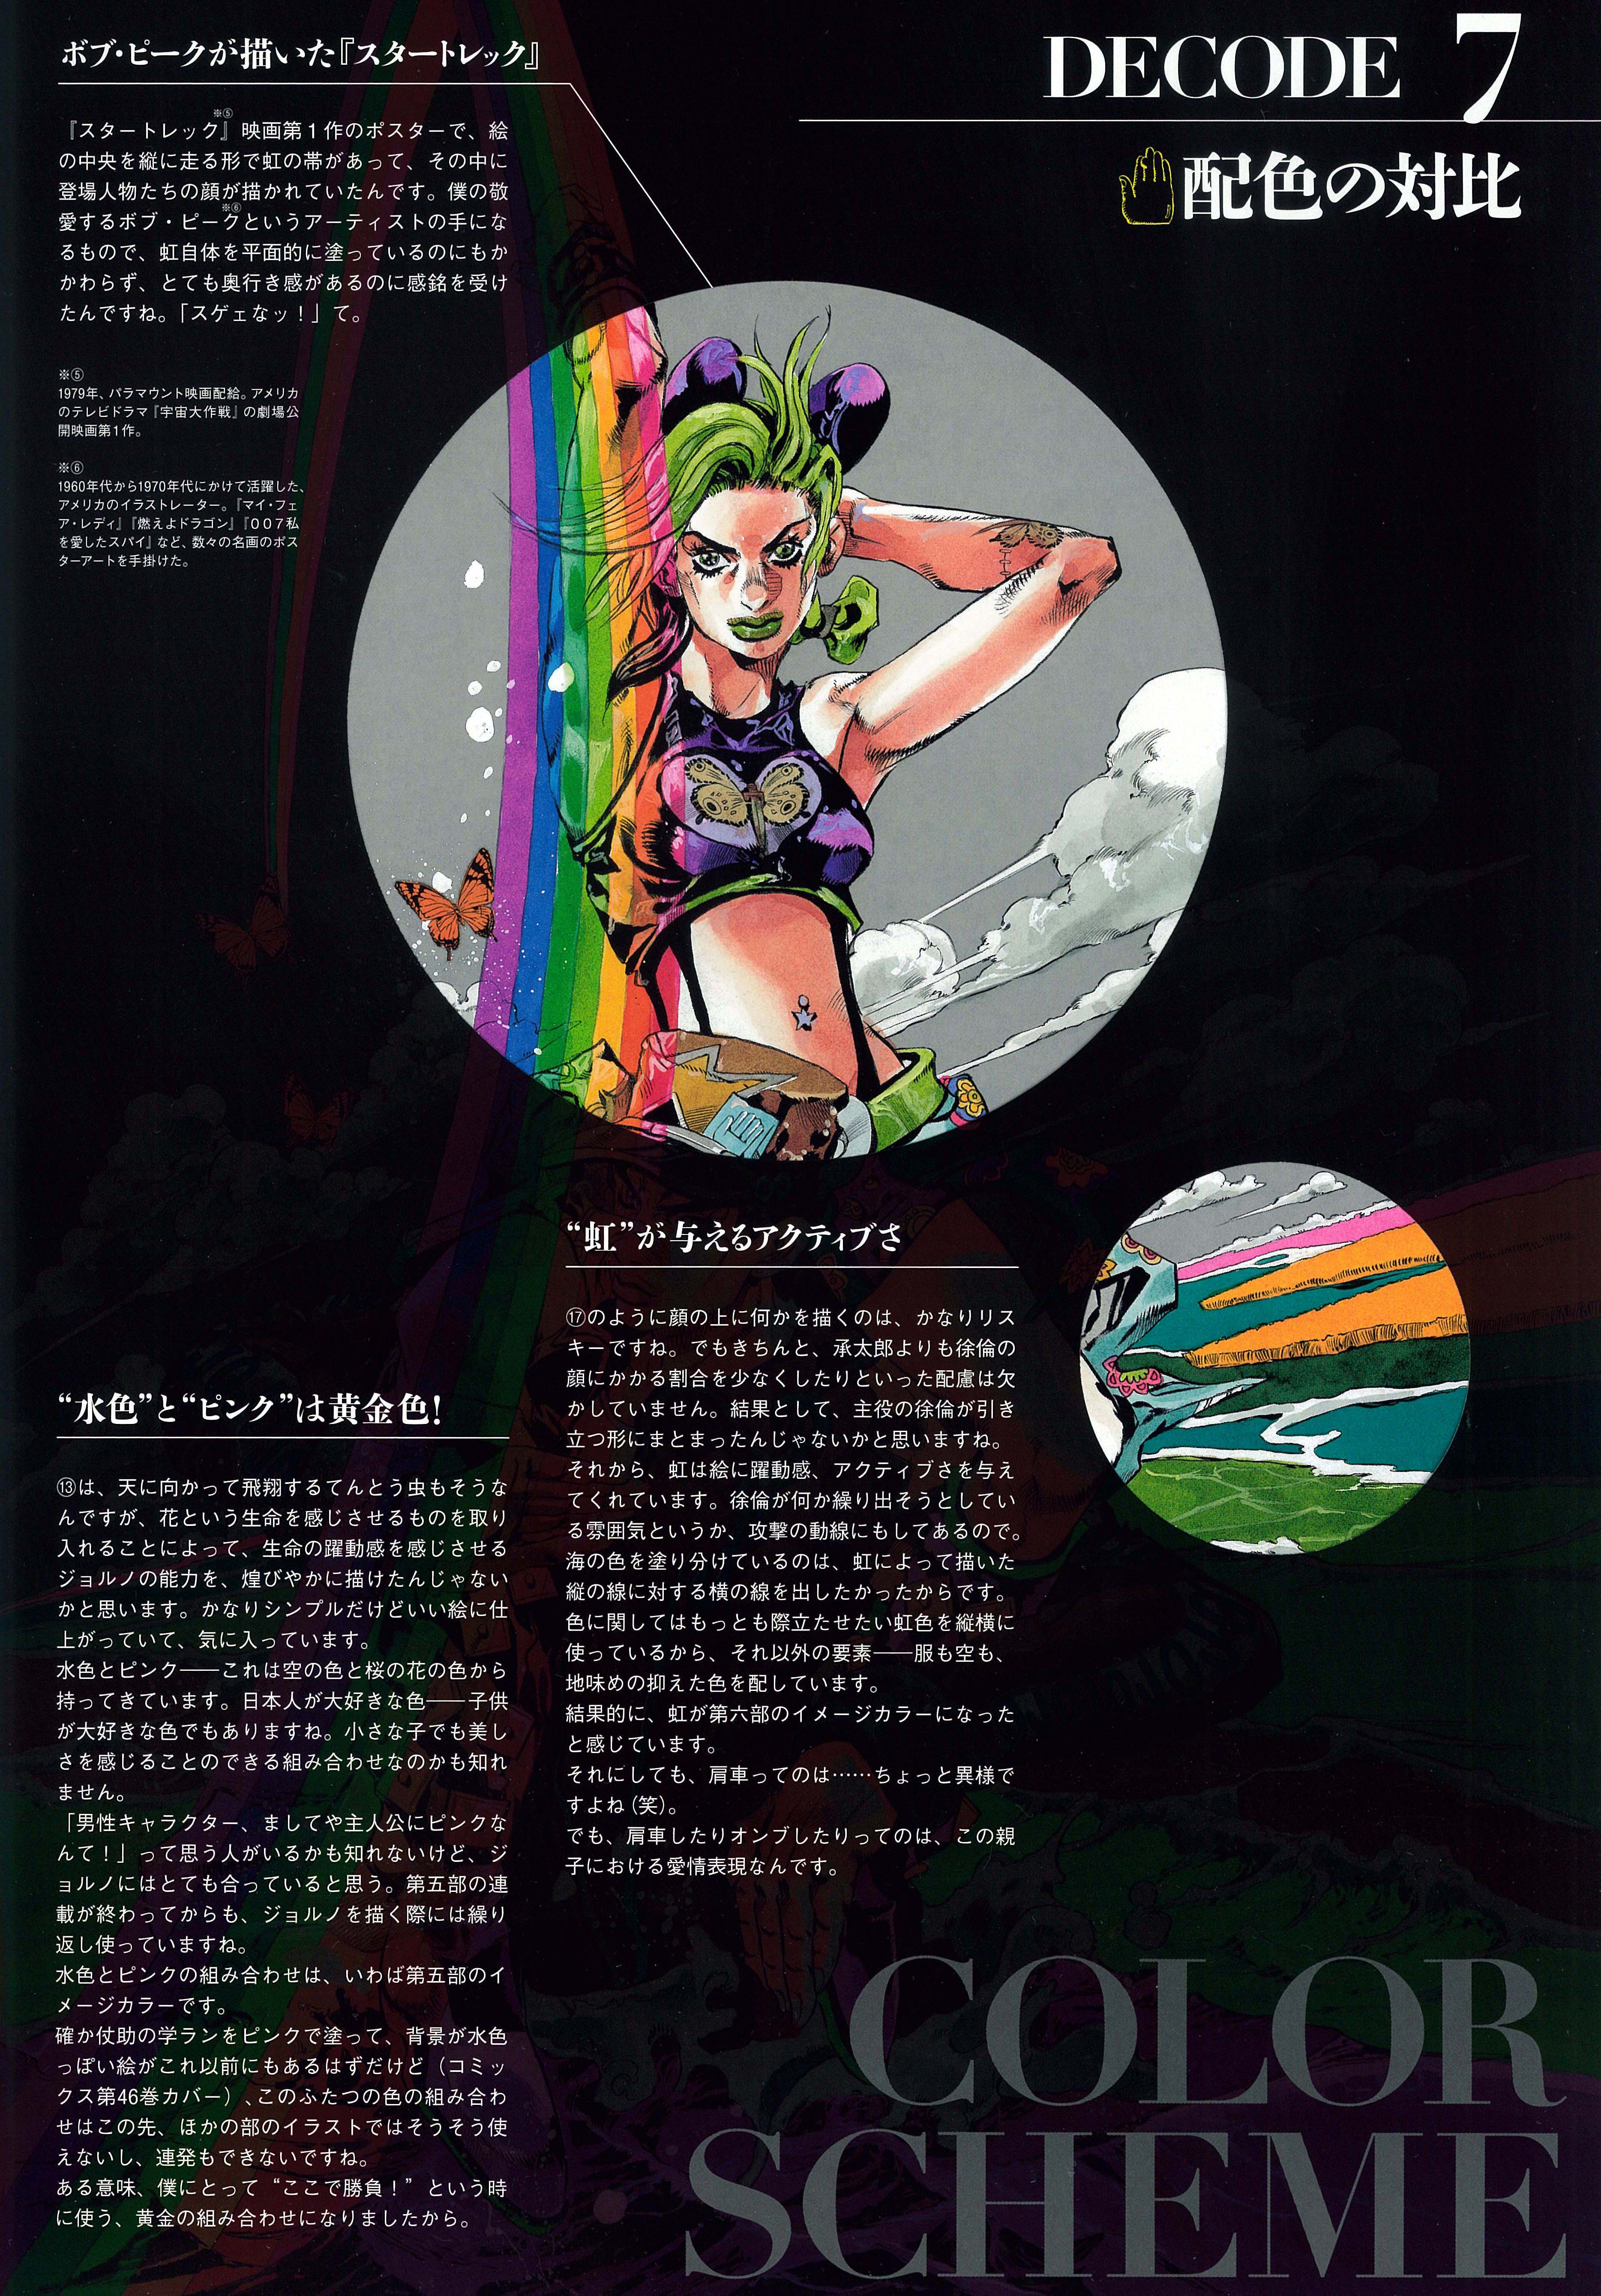 DECODE 7
配色の対比
ボブ・ピークが描いた『スタートレック』
※⑤
『スタートレック』映画第1作のポスターで、絵
の中央を縦に走る形で虹の帯があって、その中に
登場人物たちの顔が描かれていたんです。僕の敬
※⑥
愛するボブ・ピークというアーティストの手にな
るもので、虹自体を平面的に塗っているのにもか
かわらず、とても奥行き感があるのに感銘を受け
たんですね。「スゲェなッ！」て。
※⑤
1979年、パラマウント映画配給。アメリカ
のテレビドラマ『宇宙大作戦』の劇場公
開映画第1作。
※⑥
1960年代から1970年代にかけて活躍した、
アメリカのイラストレーター。『マイ・フェ
ア・レディ』『燃えよドラゴン』『００７私
を愛したスパイ』など、数々の名画のポス
ターアートを手掛けた。
“水色”と“ピンク”は黄金色！
⑬は、天に向かって飛翔するてんとう虫もそうな
んですが、花という生命を感じさせるものを取り
入れることによって、生命の躍動感を感じさせる
ジョルノの能力を、煌びやかに描けたんじゃない
かと思います。かなりシンプルだけどいい絵に仕
上がっていて、気に入っています。
水色とピンク――これは空の色と桜の花の色から
持ってきています。日本人が大好きな色――子供
が大好きな色でもありますね。小さな子でも美し
さを感じることのできる組み合わせなのかも知れ
ません。
「男性キャラクター、ましてや主人公にピンクな
んて！」って思う人がいるかも知れないけど、ジ
ョルノにはとても合っていると思う。第五部の連
載が終わってからも、ジョルノを描く際には繰り
返し使っていますね。
水色とピンクの組み合わせは、いわば第五部のイ
メージカラーです。
確か仗助の学ランをピンクで塗って、背景が水色
っぽい絵がこれ以前にもあるはずだけど（コミッ
クス第46巻カバー）、このふたつの色の組み合わ
せはこの先、ほかの部のイラストではそうそう使
えないし、連発もできないですね。
ある意味、僕にとって“ここで勝負！”という時
に使う、黄金の組み合わせになりましたから。
“虹”が与えるアクティブさ
⑰のように顔の上に何かを描くのは、かなりリス
キーですね。でもきちんと、承太郎よりも徐倫の
顔にかかる割合を少なくしたりといった配慮は欠
かしていません。結果として、主役の徐倫が引き
立つ形にまとまったんじゃないかと思いますね。
それから、虹は絵に躍動感、アクティブさを与え
てくれています。徐倫が何か繰り出そうとしてい
る雰囲気というか、攻撃の動線にもしてあるので。
海の色を塗り分けているのは、虹によって描いた
縦の線に対する横の線を出したかったからです。
色に関してはもっとも際立たせたい虹色を縦横に
使っているから、それ以外の要素――服も空も、
地味めの抑えた色を配しています。
結果的に、虹が第六部のイメージカラーになった
と感じています。
それにしても、肩車ってのは……ちょっと異様で
すよね（笑）。
でも、肩車したりオンブしたりってのは、この親
子における愛情表現なんです。
COLOR
SCHEME